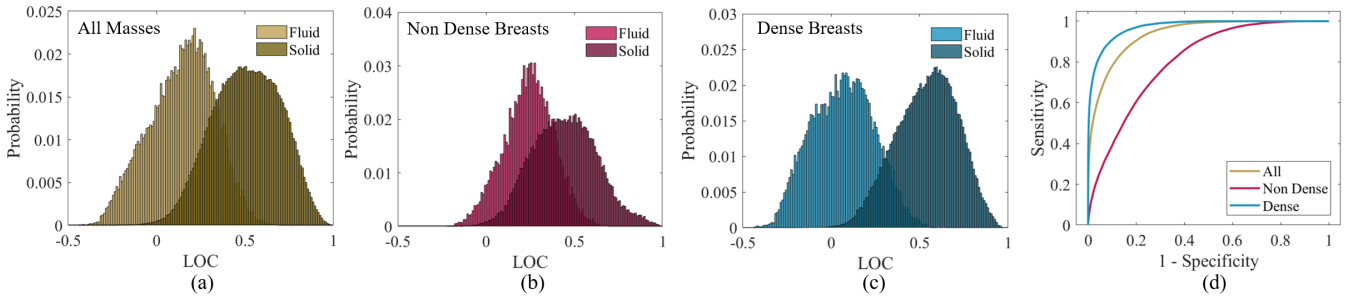 All Masses
Fluid
Solid
0.025
0.02
0.015
0.01
0.005
0
Probability
-0.5 0 0.5 1
LOC
(a)
Non Dense Breasts
Fluid
Solid
0.04
0.03
0.02
0.01
0
Probability
-0.5 0 0.5 1
LOC
(b)
Dense Breasts
Fluid
Solid
0.03
0.025
0.02
0.015
0.01
0.005
0
Probability
-0.5 0 0.5 1
LOC
(c)
1
0.8
0.6
0.4
0.2
0
Sensitivity
All
Non Dense
Dense
0 0.2 0.4 0.6 0.8 1
1 - Specificity
(d)